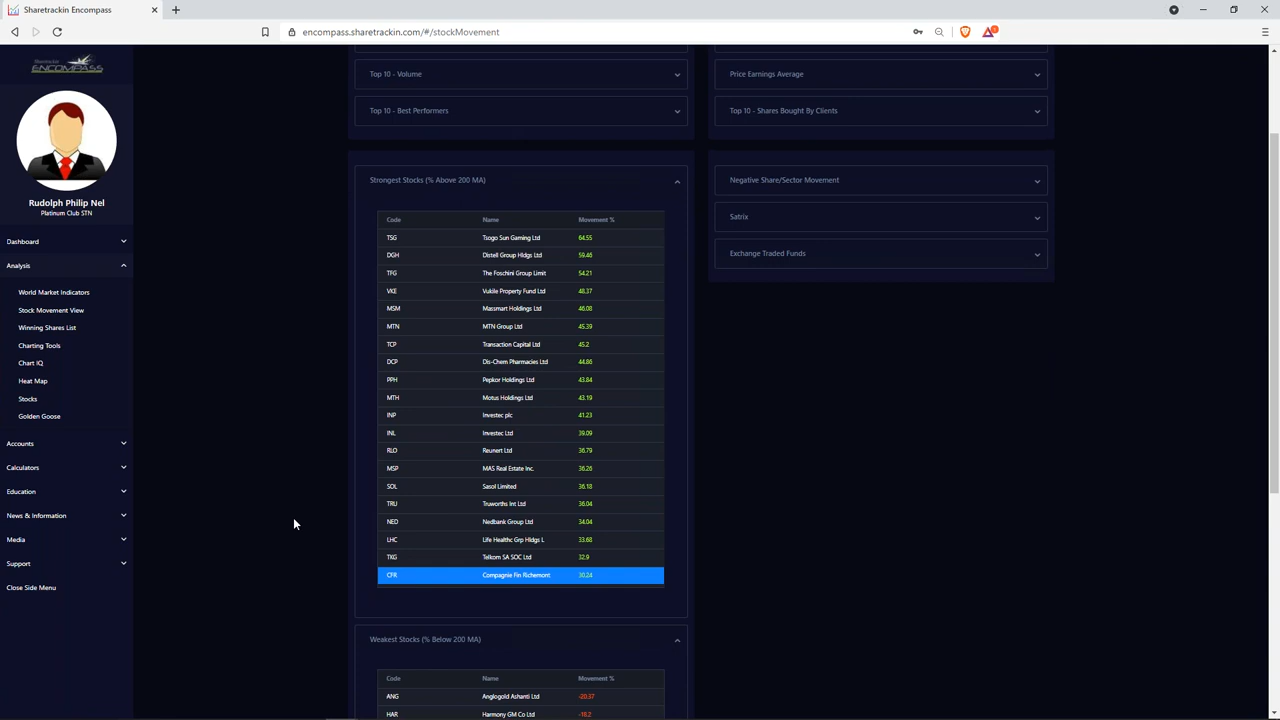 Sharetrackin Encompass
encompass.sharetrackin.com/#/stockMovement
ENCOMPASS
Rudolph Philip Nel
Platinum Club STN
Dashboard
Analysis
World Market Indicators
Stock Movement View
Winning Shares List
Charting Tools
Chart IQ
Heat Map
Stocks
Golden Goose
Accounts
Calculators
Education
News & Information
Media
Support
Close Side Menu
Top 10 - Volume
Top 10 - Best Performers
Price Earnings Average
Top 10 - Shares Bought By Clients
Strongest Stocks (% Above 200 MA)
Code Name Movement %
TSG Tsogo Sun Gaming Ltd 64.55
DGH Distell Group Hldgs Ltd 59.46
TFG The Foschini Group Limit 54.21
VKE Vukile Property Fund Ltd 48.37
MSM Massmart Holdings Ltd 46.08
MTN MTN Group Ltd 45.39
TCP Transaction Capital Ltd 45.2
DCP Dis-Chem Pharmacies Ltd 44.86
PPH Pepkor Holdings Ltd 43.84
MTH Motus Holdings Ltd 43.19
INP Investec plc 41.23
INL Investec Ltd 39.09
RLO Reunert Ltd 36.79
MSP MAS Real Estate Inc. 36.26
SOL Sasol Limited 36.18
TRU Truworths Int Ltd 36.04
NED Nedbank Group Ltd 34.04
LHC Life Healthc Grp Hldgs L 33.68
TKG Telkom SA SOC Ltd 32.9
CFR Compagnie Fin Richemont 30.24
Weakest Stocks (% Below 200 MA)
Code Name Movement %
ANG Anglogold Ashanti Ltd -20.37
HAR Harmony GM Co Ltd -18.2
Negative Share/Sector Movement
Satrix
Exchange Traded Funds